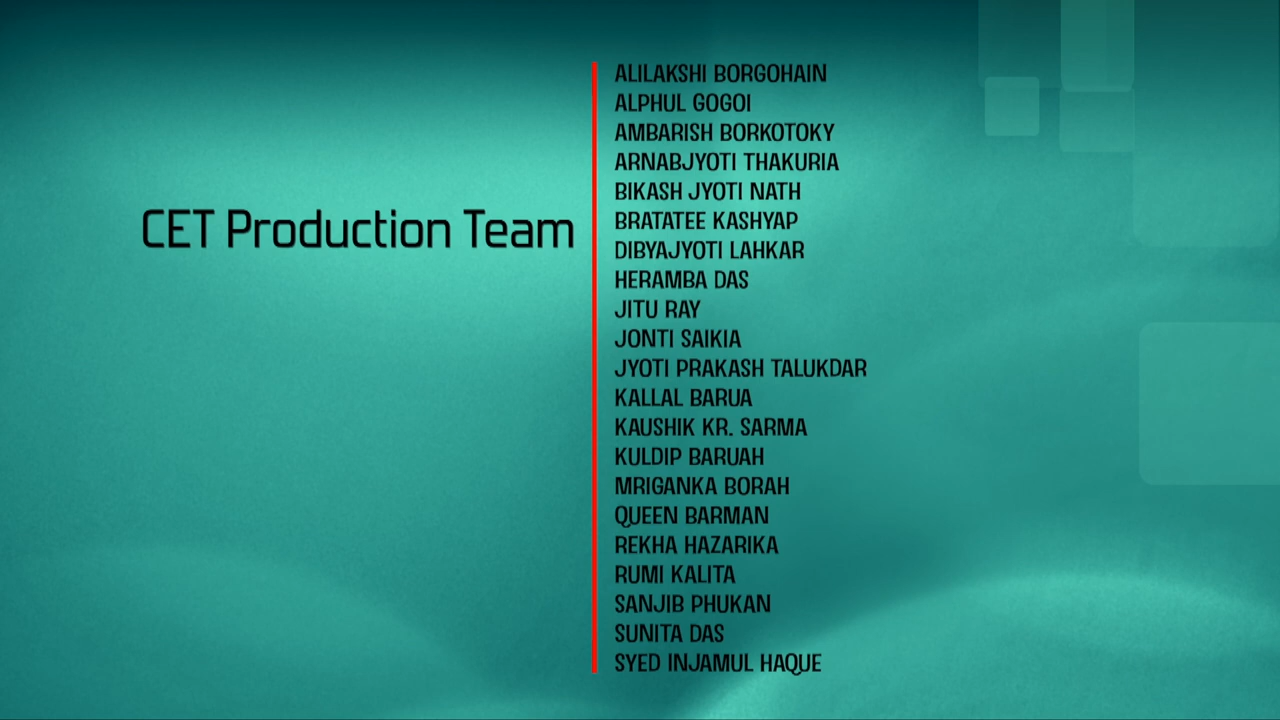 CET Production Team
ALILAKSHI BORGOHAIN
ALPHUL GOGOI
AMBARISH BORKOTOKY
ARNABJYOTI THAKURIA
BIKASH JYOTI NATH
BRATATEE KASHYAP
DIBYAJYOTI LAHKAR
HERAMBA DAS
JITU RAY
JONTI SAIKIA
JYOTI PRAKASH TALUKDAR
KALLAL BARUA
KAUSHIK KR. SARMA
KULDIP BARUAH
MRIGANKA BORAH
QUEEN BARMAN
REKHA HAZARIKA
RUMI KALITA
SANJIB PHUKAN
SUNITA DAS
SYED INJAMUL HAQUE